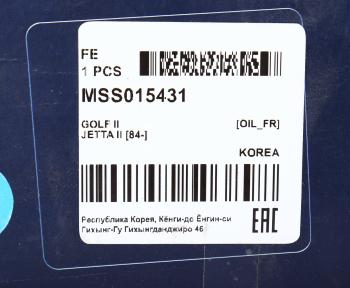 FE
1 PCS
MSS015431
GOLF II [OIL_FR]
JETTA II [84-]
KOREA
Республика Корея, Кёнги-до Ёнгин-си
Гихынг-Гу Гихынгданджиро 46
EAC